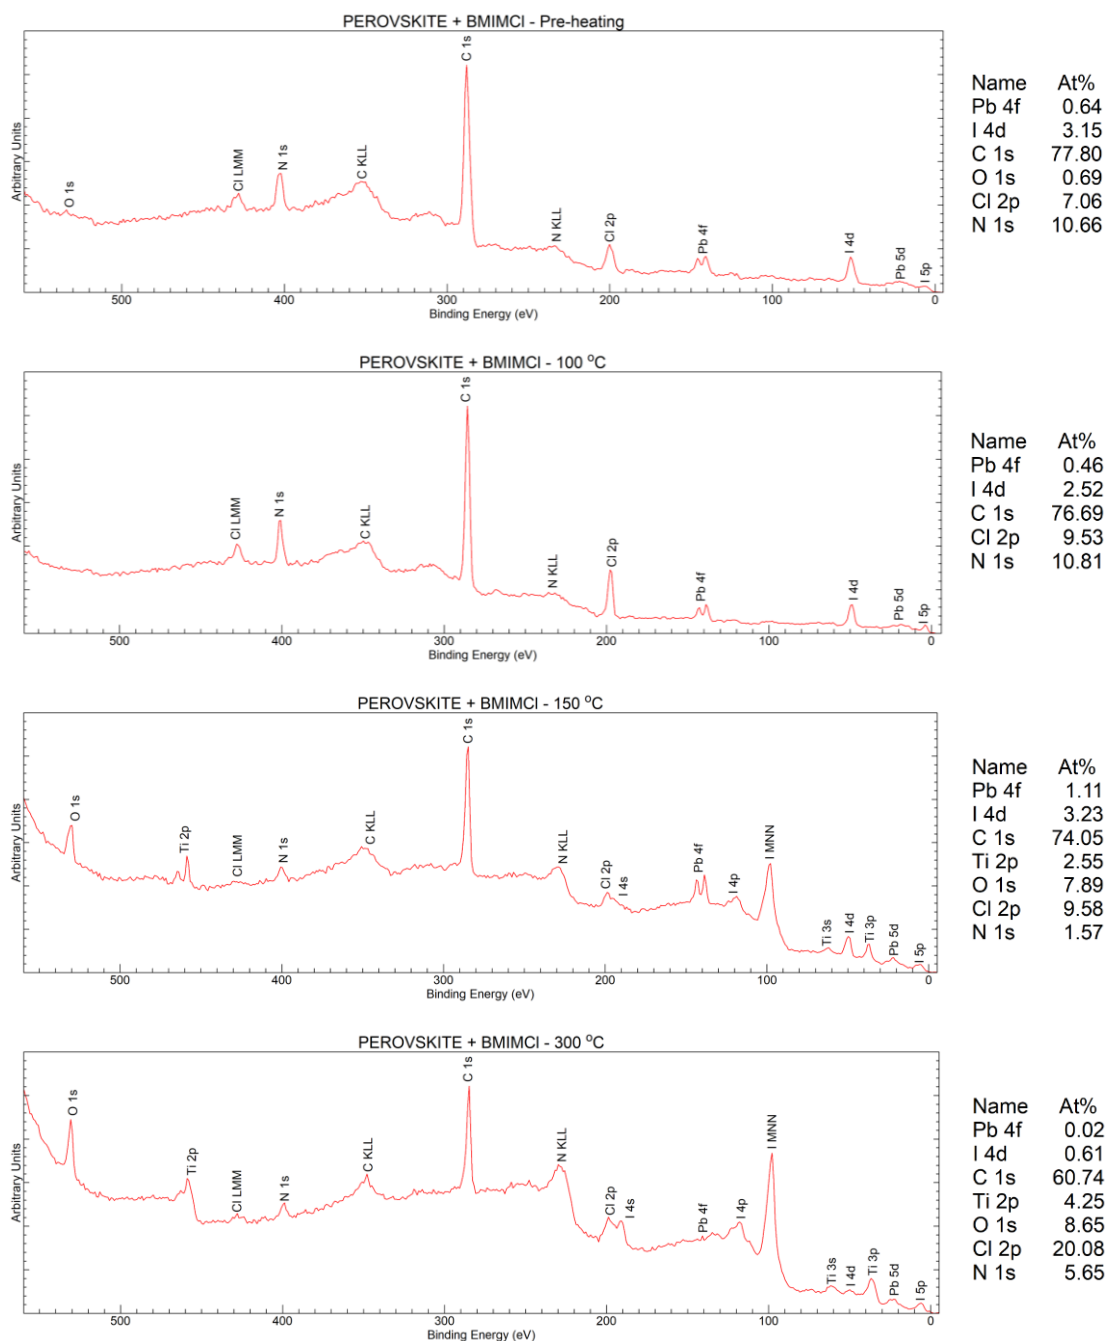 PEROVSKITE + BMIMCl - Pre-heating
Arbitrary Units
O 1s
Cl LMM
N 1s
C KLL
C 1s
N KLL
Cl 2p
Pb 4f
I 4d
Pb 5d
I 5p
500 400 300 200 100 0
Binding Energy (eV)
Name At%
Pb 4f 0.64
I 4d 3.15
C 1s 77.80
O 1s 0.69
Cl 2p 7.06
N 1s 10.66
PEROVSKITE + BMIMCl - 100 °C
Arbitrary Units
Cl LMM
N 1s
C KLL
C 1s
N KLL
Cl 2p
Pb 4f
I 4d
Pb 5d
I 5p
500 400 300 200 100 0
Binding Energy (eV)
Name At%
Pb 4f 0.46
I 4d 2.52
C 1s 76.69
Cl 2p 9.53
N 1s 10.81
PEROVSKITE + BMIMCl - 150 °C
Arbitrary Units
O 1s
Ti 2p
Cl LMM
N 1s
C KLL
C 1s
N KLL
Cl 2p
I 4s
Pb 4f
I 4p
I MNN
Ti 3s
I 4d
Ti 3p
Pb 5d
I 5p
500 400 300 200 100 0
Binding Energy (eV)
Name At%
Pb 4f 1.11
I 4d 3.23
C 1s 74.05
Ti 2p 2.55
O 1s 7.89
Cl 2p 9.58
N 1s 1.57
PEROVSKITE + BMIMCl - 300 °C
Arbitrary Units
O 1s
Ti 2p
Cl LMM
N 1s
C KLL
C 1s
N KLL
Cl 2p
I 4s
Pb 4f
I 4p
I MNN
Ti 3s
I 4d
Ti 3p
Pb 5d
I 5p
500 400 300 200 100 0
Binding Energy (eV)
Name At%
Pb 4f 0.02
I 4d 0.61
C 1s 60.74
Ti 2p 4.25
O 1s 8.65
Cl 2p 20.08
N 1s 5.65